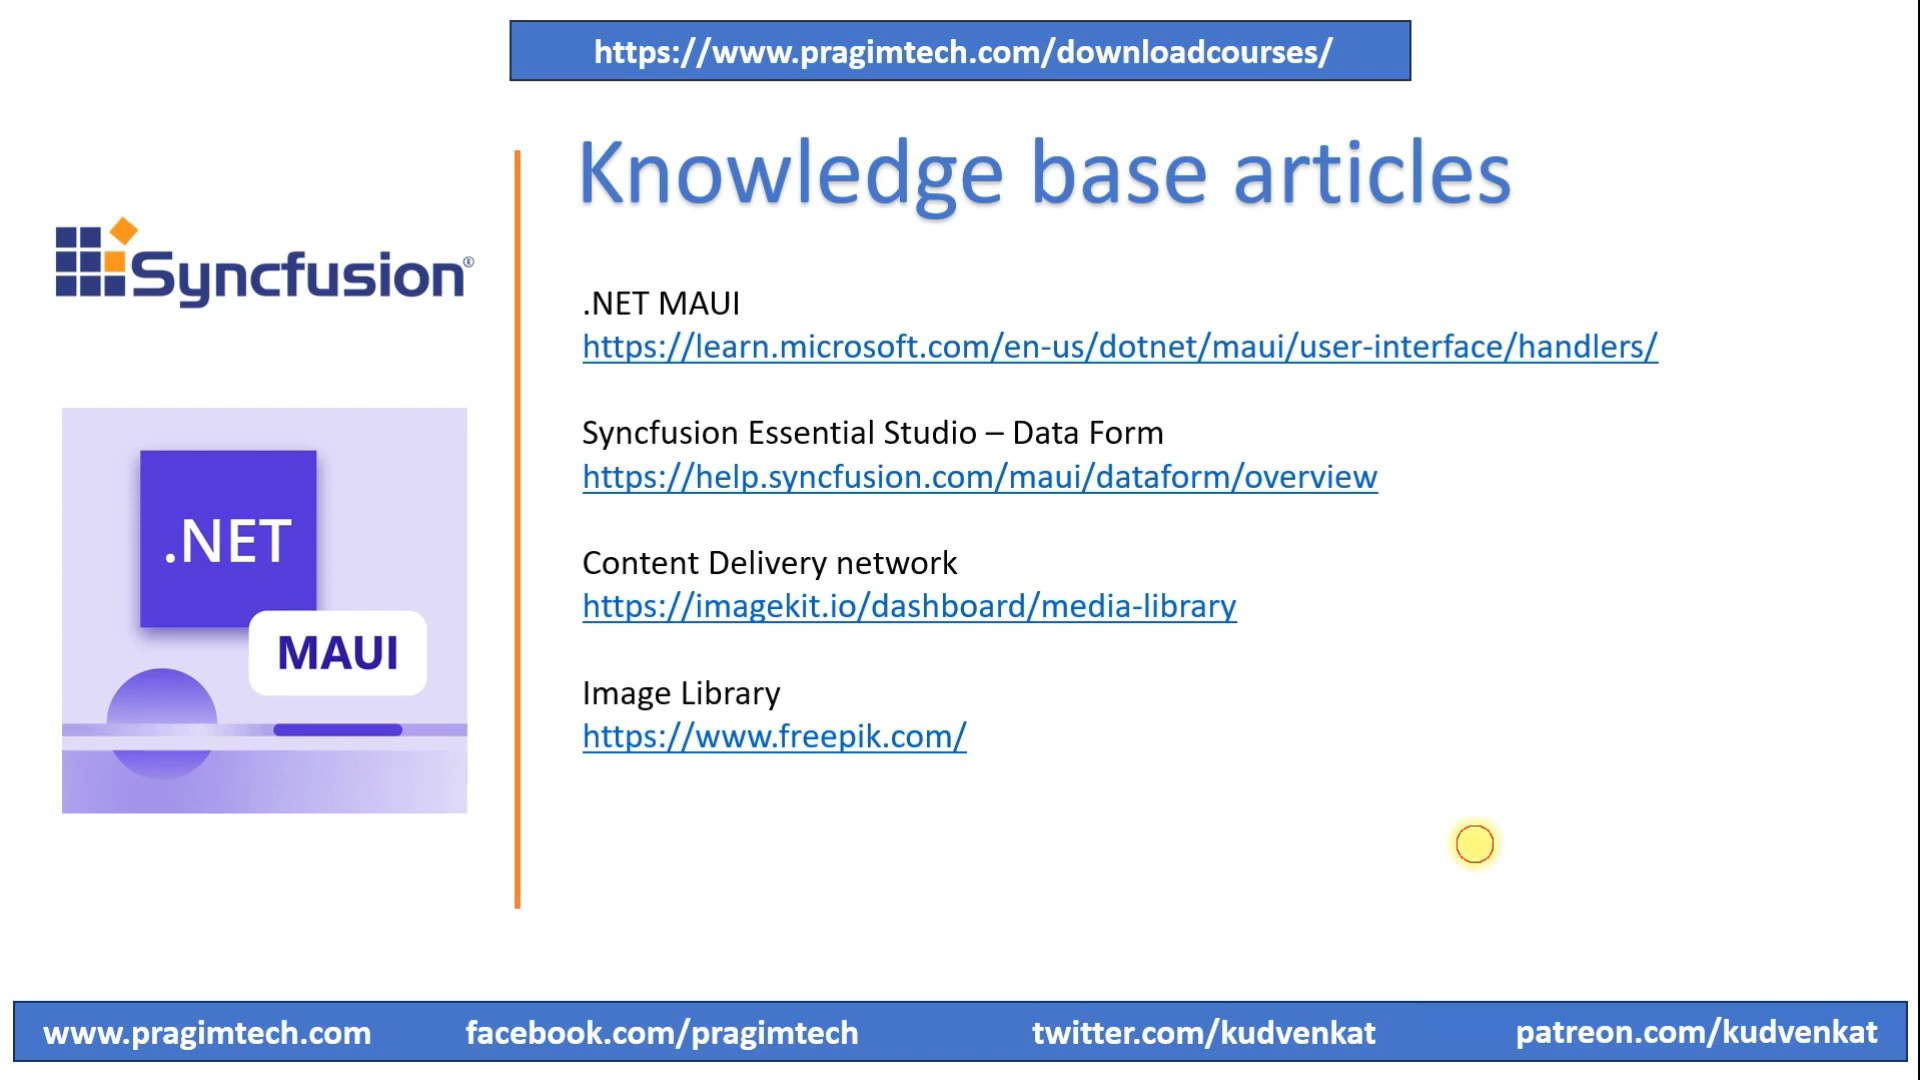 https://www.pragimtech.com/downloadcourses/
Knowledge base articles
Syncfusion®
.NET
MAUI
.NET MAUI
https://learn.microsoft.com/en-us/dotnet/maui/user-interface/handlers/
Syncfusion Essential Studio – Data Form
https://help.syncfusion.com/maui/dataform/overview
Content Delivery network
https://imagekit.io/dashboard/media-library
Image Library
https://www.freepik.com/
www.pragimtech.com facebook.com/pragimtech twitter.com/kudvenkat patreon.com/kudvenkat